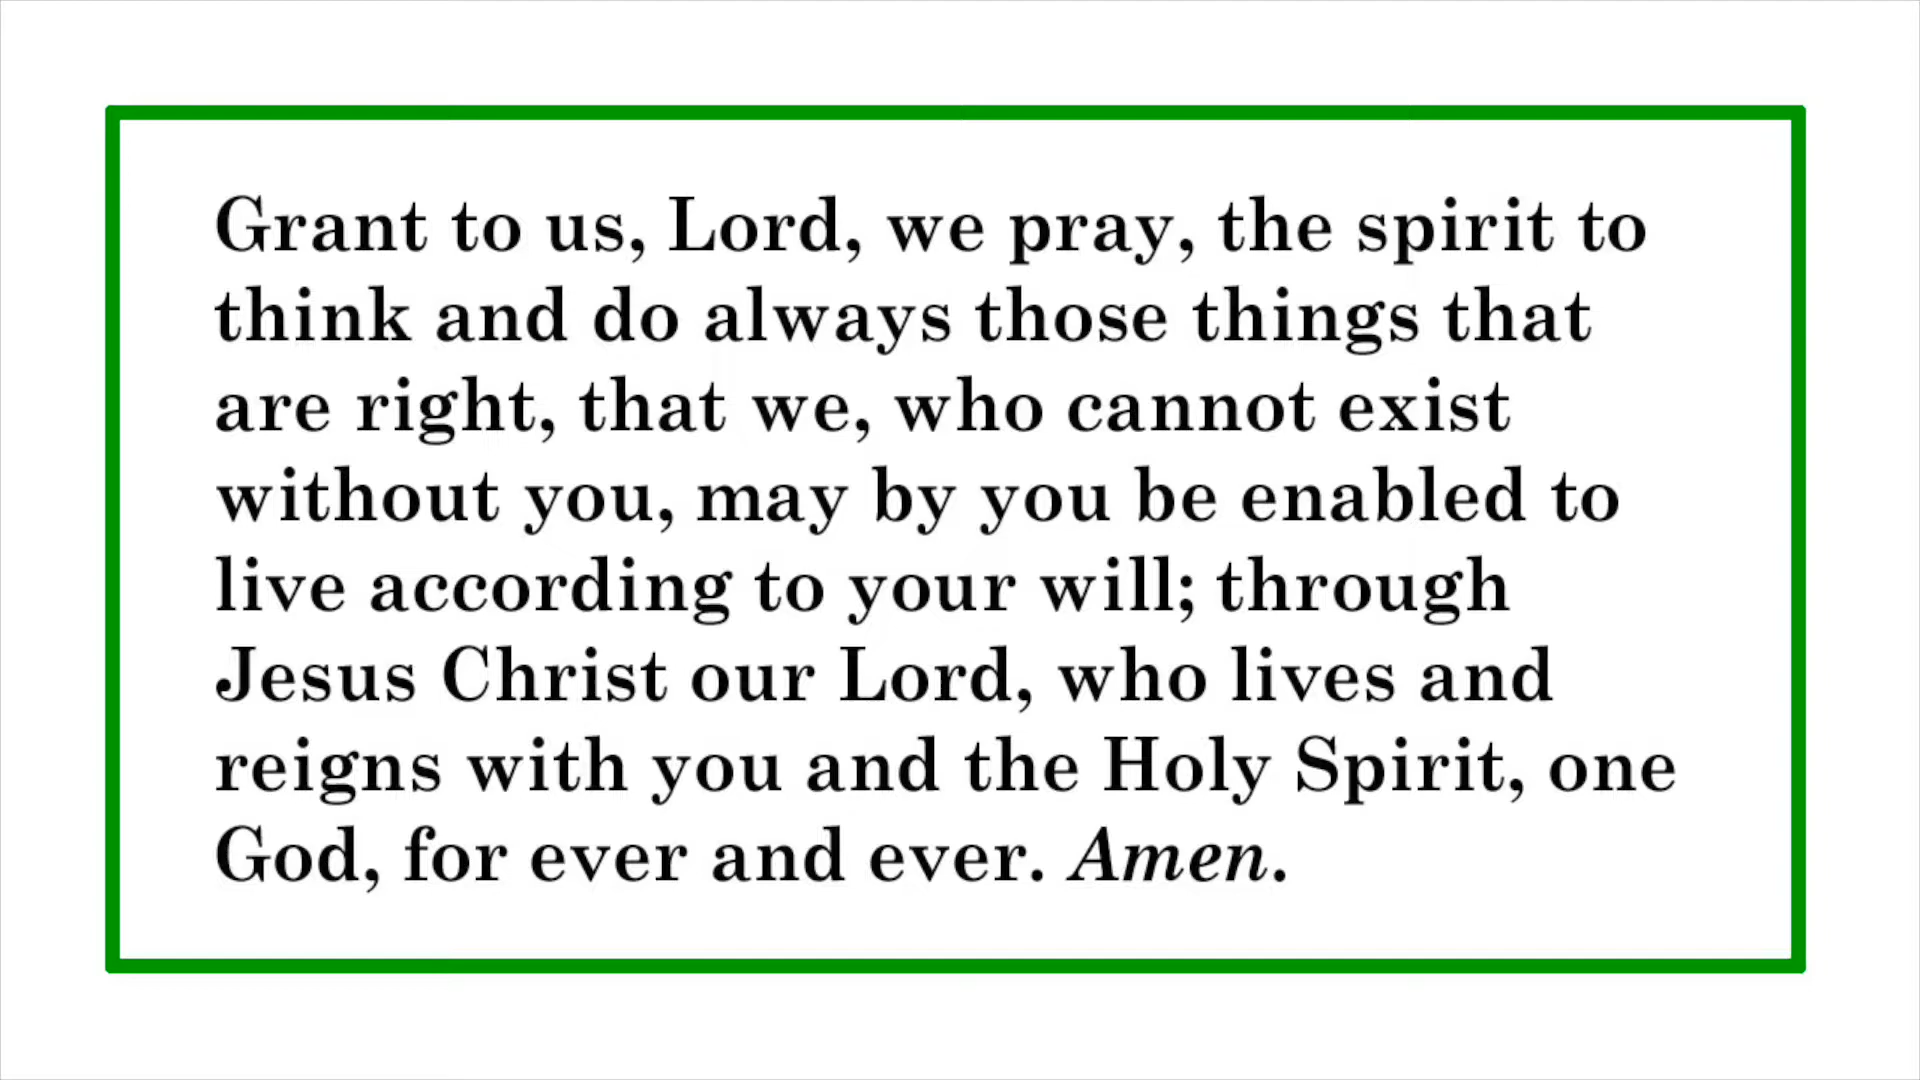 Grant to us, Lord, we pray, the spirit to
think and do always those things that
are right, that we, who cannot exist
without you, may by you be enabled to
live according to your will; through
Jesus Christ our Lord, who lives and
reigns with you and the Holy Spirit, one
God, for ever and ever. Amen.